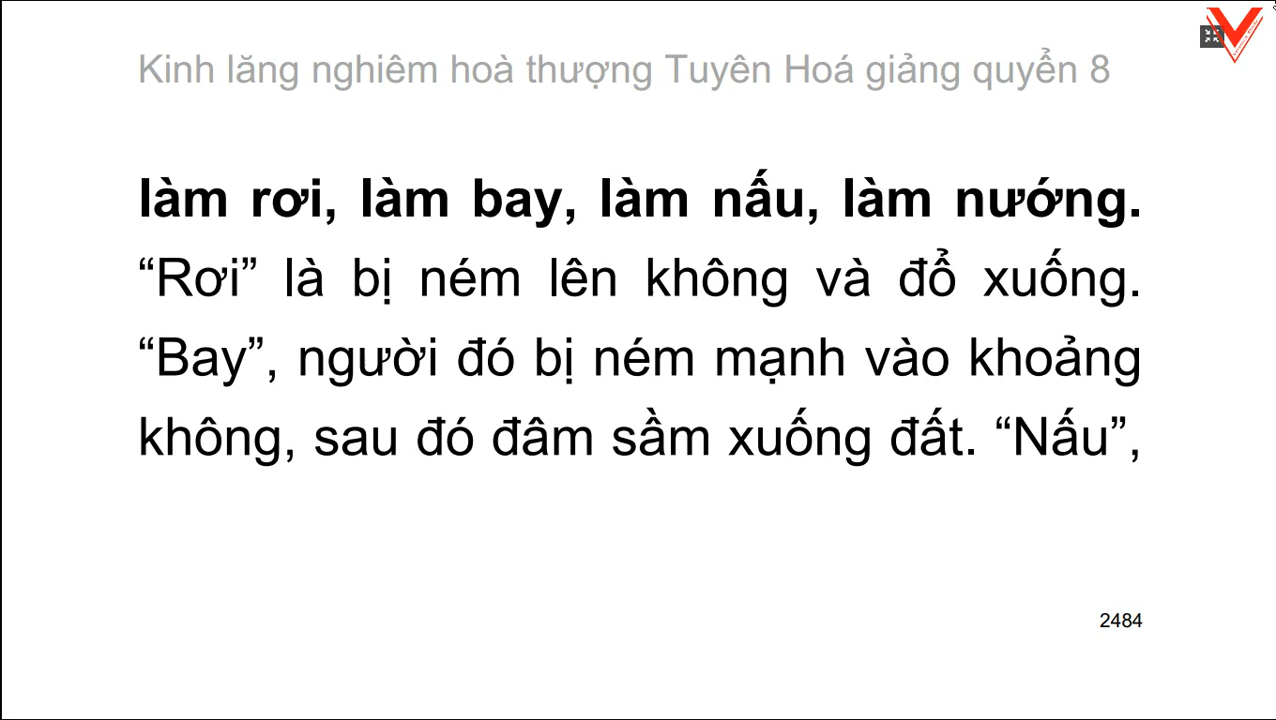 Kinh lăng nghiêm hoà thượng Tuyên Hoá giảng quyển 8
làm rơi, làm bay, làm nấu, làm nướng.
“Rơi” là bị ném lên không và đổ xuống.
“Bay”, người đó bị ném mạnh vào khoảng
không, sau đó đâm sầm xuống đất. “Nấu”,
2484